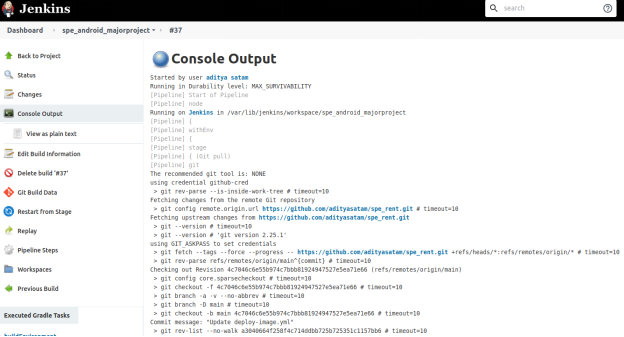 Jenkins
search
Dashboard
spe_android_majorproject
#37
Back to Project
Status
Changes
Console Output
View as plain text
Edit Build Information
Delete build '#37'
Git Build Data
Restart from Stage
Replay
Pipeline Steps
Workspaces
Previous Build
Executed Gradle Tasks
Console Output
Started by user aditya satam
Running in Durability level: MAX_SURVIVABILITY
[Pipeline] Start of Pipeline
[Pipeline] node
Running on Jenkins in /var/lib/jenkins/workspace/spe_android_majorproject
[Pipeline] {
[Pipeline] withEnv
[Pipeline] {
[Pipeline] stage
[Pipeline] { (Git pull)
[Pipeline] git
The recommended git tool is: NONE
using credential github-cred
> git rev-parse --is-inside-work-tree # timeout=10
Fetching changes from the remote Git repository
> git config remote.origin.url https://github.com/adityasatam/spe_rent.git # timeout=10
Fetching upstream changes from https://github.com/adityasatam/spe_rent.git
> git --version # timeout=10
> git --version # 'git version 2.25.1'
using GIT_ASKPASS to set credentials
> git fetch --tags --force --progress -- https://github.com/adityasatam/spe_rent.git +refs/heads/*:refs/remotes/origin/* # timeout=10
> git rev-parse refs/remotes/origin/main^{commit} # timeout=10
Checking out Revision 4c7046c6e55b974c7bbb81924947527e5ea71e66 (refs/remotes/origin/main)
> git config core.sparsecheckout # timeout=10
> git checkout -f 4c7046c6e55b974c7bbb81924947527e5ea71e66 # timeout=10
> git branch -a -v --no-abbrev # timeout=10
> git branch -D main # timeout=10
> git checkout -b main 4c7046c6e55b974c7bbb81924947527e5ea71e66 # timeout=10
Commit message: "Update deploy-image.yml"
> git rev-list --no-walk a3040664f258f4c714ddbb725b725351c1157bb6 # timeout=10